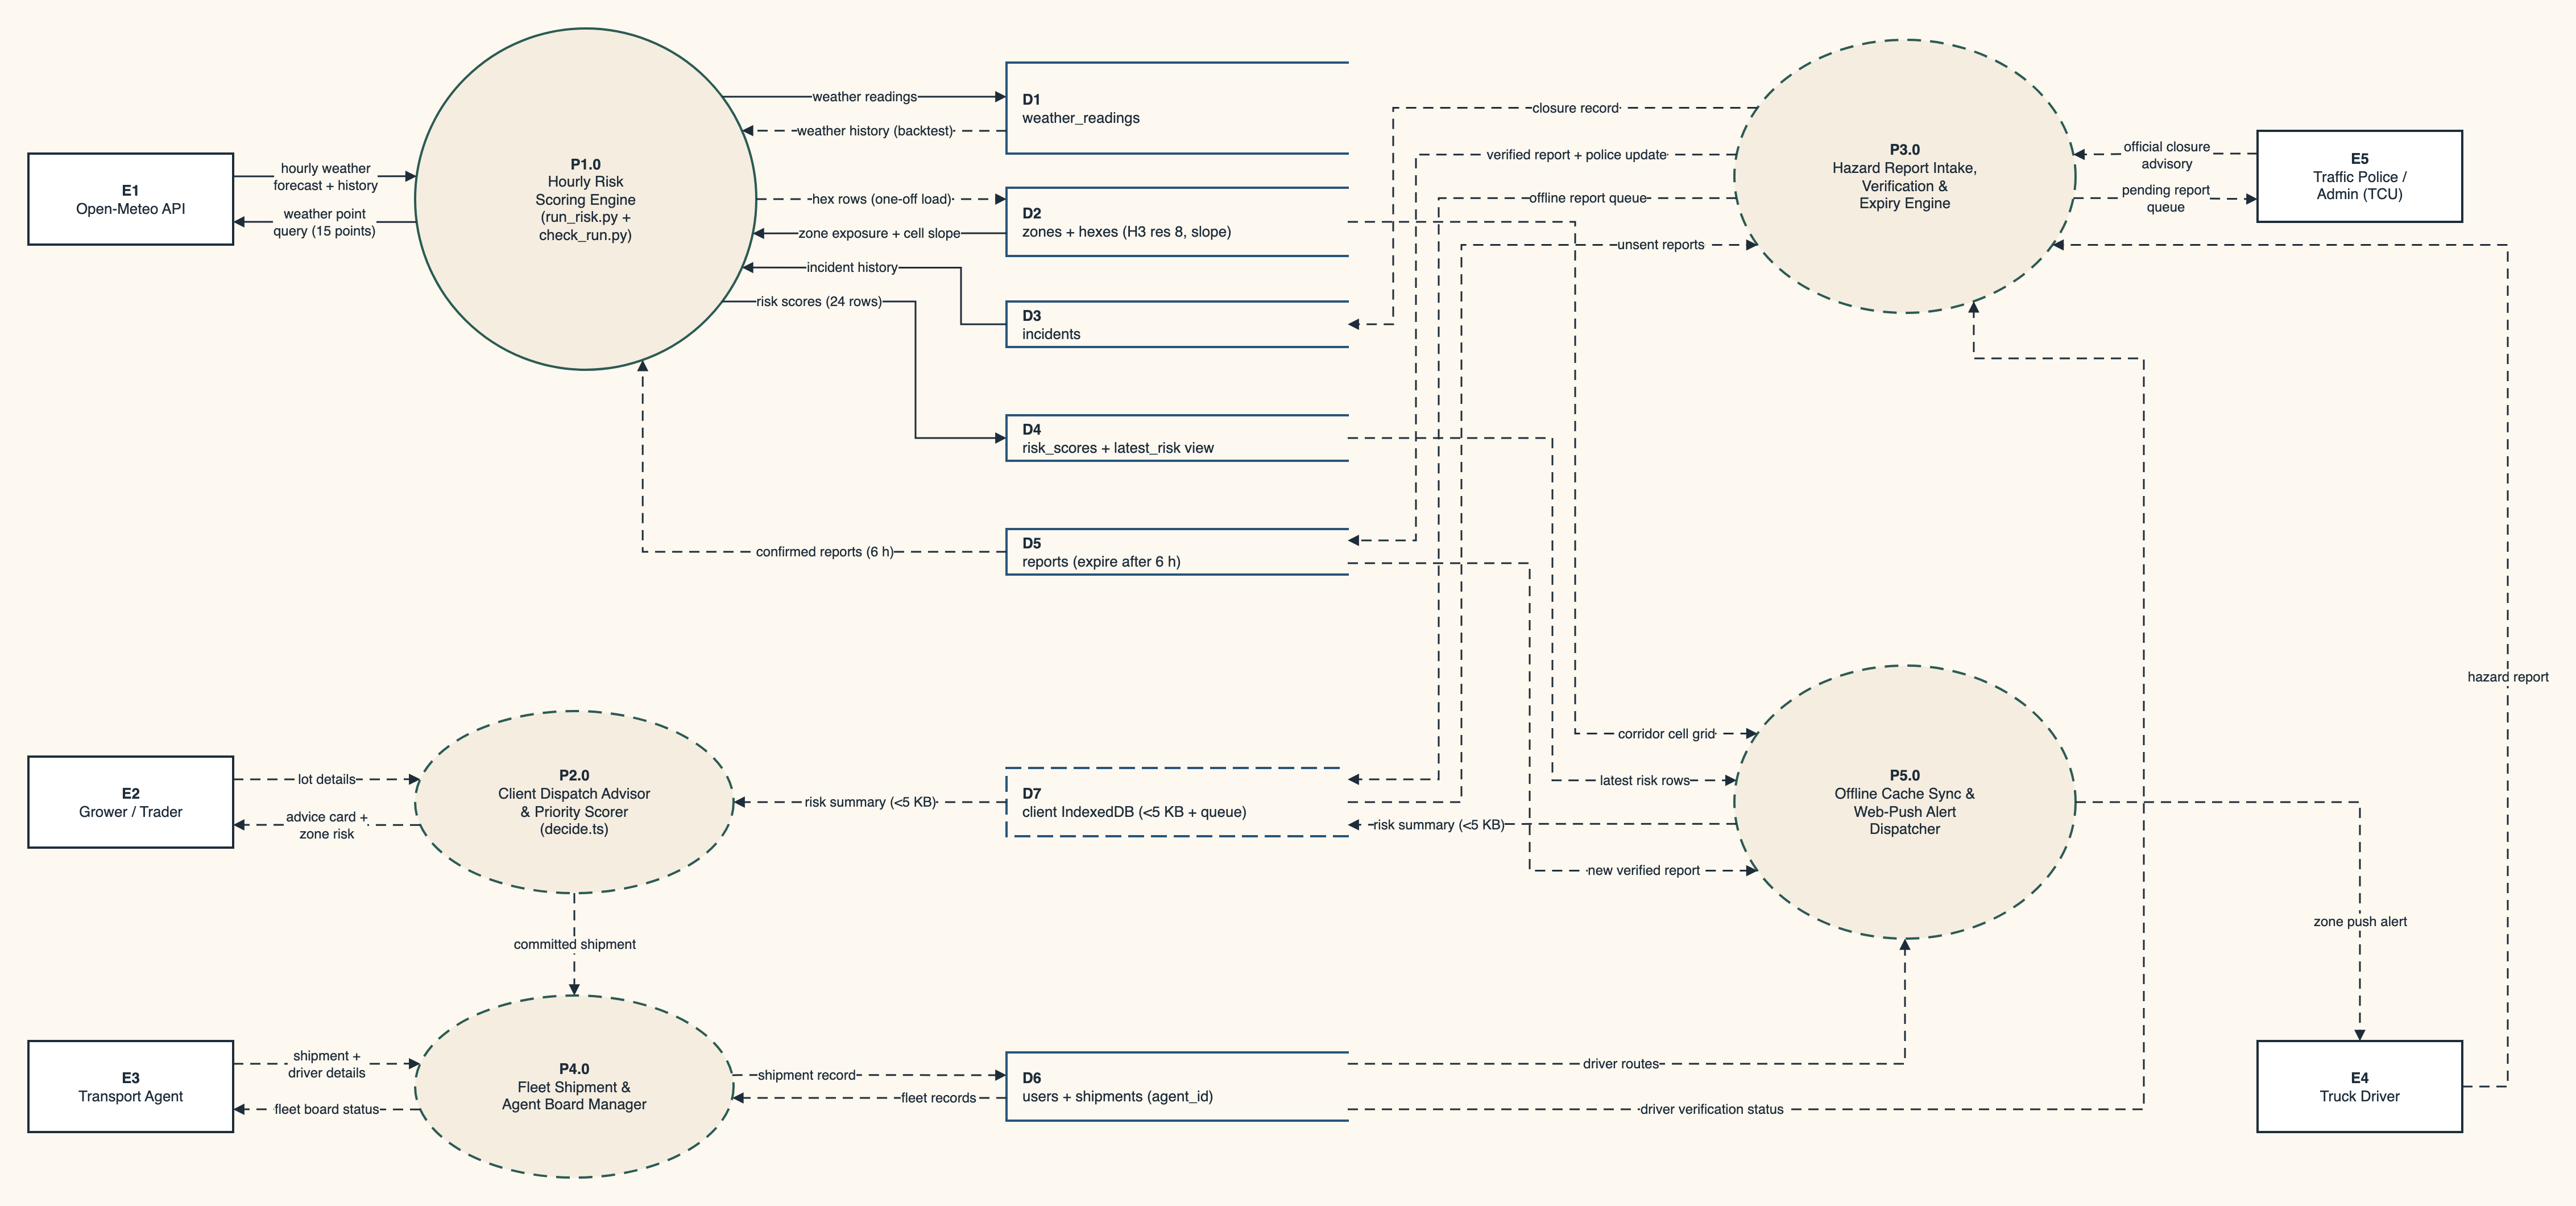 P1.0
Hourly Risk
Scoring Engine
(run_risk.py +
check_run.py)
E1
Open-Meteo API
hourly weather
forecast + history
weather point
query (15 points)
weather readings
weather history (backtest)
hex rows (one-off load)
zone exposure + cell slope
incident history
risk scores (24 rows)
confirmed reports (6 h)
D1
weather_readings
D2
zones + hexes (H3 res 8, slope)
D3
incidents
D4
risk_scores + latest_risk view
D5
reports (expire after 6 h)
closure record
verified report + police update
offline report queue
unsent reports
P3.0
Hazard Report Intake,
Verification &
Expiry Engine
official closure
advisory
pending report
queue
E5
Traffic Police /
Admin (TCU)
hazard report
E2
Grower / Trader
lot details
advice card +
zone risk
P2.0
Client Dispatch Advisor
& Priority Scorer
(decide.ts)
risk summary (<5 KB)
D7
client IndexedDB (<5 KB + queue)
risk summary (<5 KB)
corridor cell grid
latest risk rows
new verified report
P5.0
Offline Cache Sync &
Web-Push Alert
Dispatcher
zone push alert
committed shipment
E3
Transport Agent
shipment +
driver details
fleet board status
P4.0
Fleet Shipment &
Agent Board Manager
shipment record
fleet records
D6
users + shipments (agent_id)
driver routes
driver verification status
E4
Truck Driver